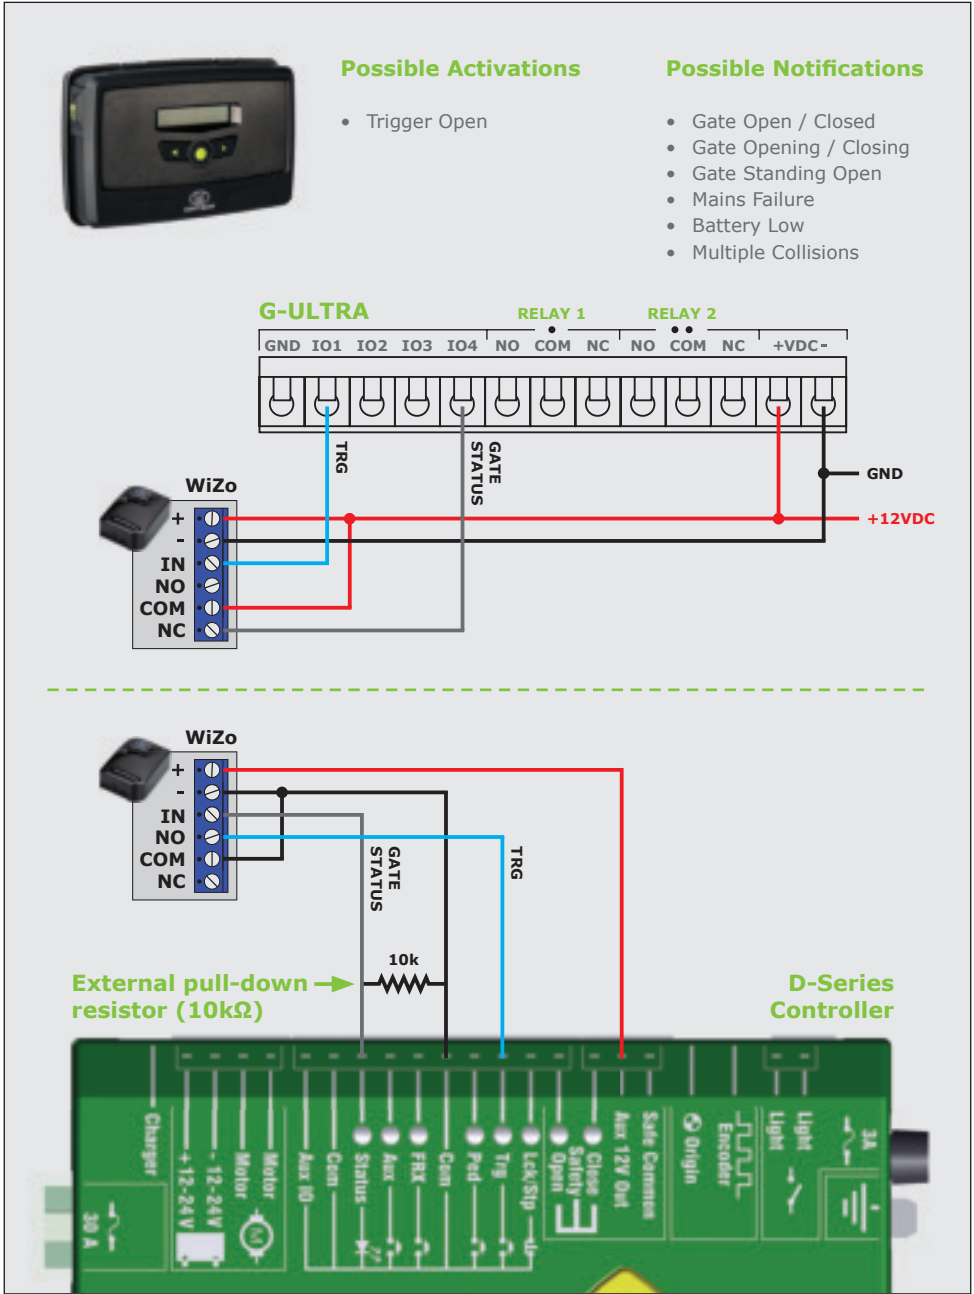 Possible Activations
• Trigger Open
Possible Notifications
• Gate Open / Closed
• Gate Opening / Closing
• Gate Standing Open
• Mains Failure
• Battery Low
• Multiple Collisions
G-ULTRA
RELAY 1
RELAY 2
GND IO1 IO2 IO3 IO4 NO COM NC NO COM NC +VDC-
TRG
GATE
STATUS
GND
+12VDC
WiZo
+
-
IN
NO
COM
NC
WiZo
+
-
IN
NO
COM
NC
GATE
STATUS
TRG
10k
External pull-down
resistor (10kΩ)
D-Series
Controller
Charger
+12-24V
- 12-24V
Motor
Motor
M
Aux IO
Com
Status
Aux
FRX
Com
Ped
Trg
Lck/Stp
Open
Safety
Close
Aux 12V Out
Safe Common
Origin
Encoder
Light
Light
3A
30 A